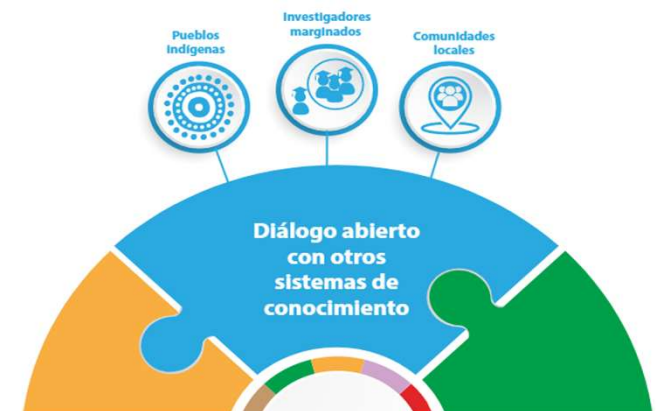 Pueblos
indígenas
Investigadores
marginados
Comunidades
locales
Diálogo abierto
con otros
sistemas de
conocimiento